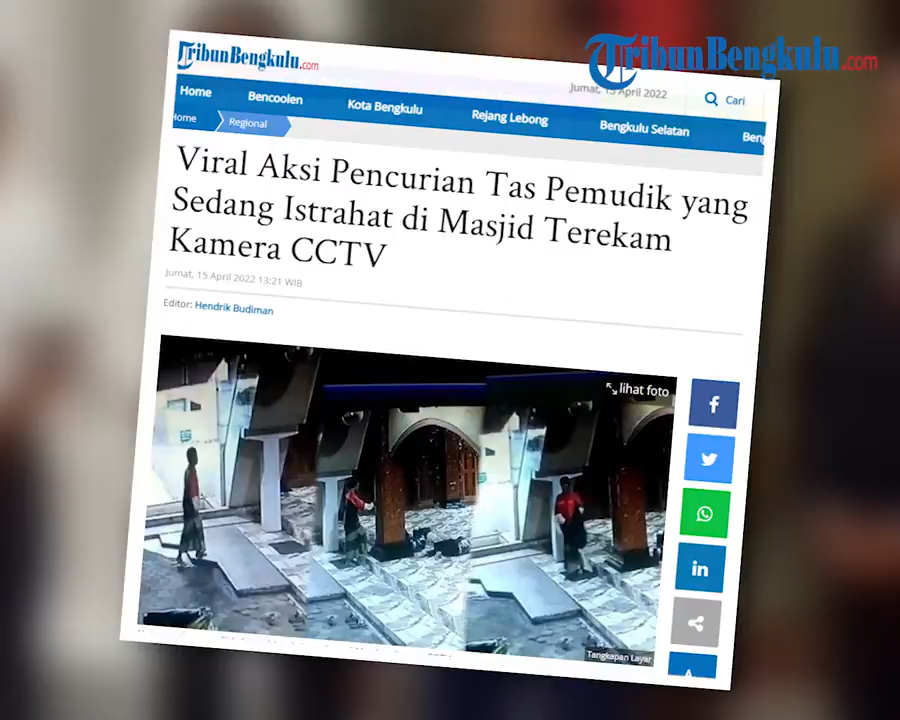 TribunBengkulu.com
TribunBengkulu.com
Jumat, 15 April 2022
Cari
Home Bencoolen Kota Bengkulu Rejang Lebong Bengkulu Selatan
Home Regional
Viral Aksi Pencurian Tas Pemudik yang
Sedang Istrahat di Masjid Terekam
Kamera CCTV
Jumat, 15 April 2022 13:21 WIB
Editor: Hendrik Budiman
lihat foto
Tangkapan Layar